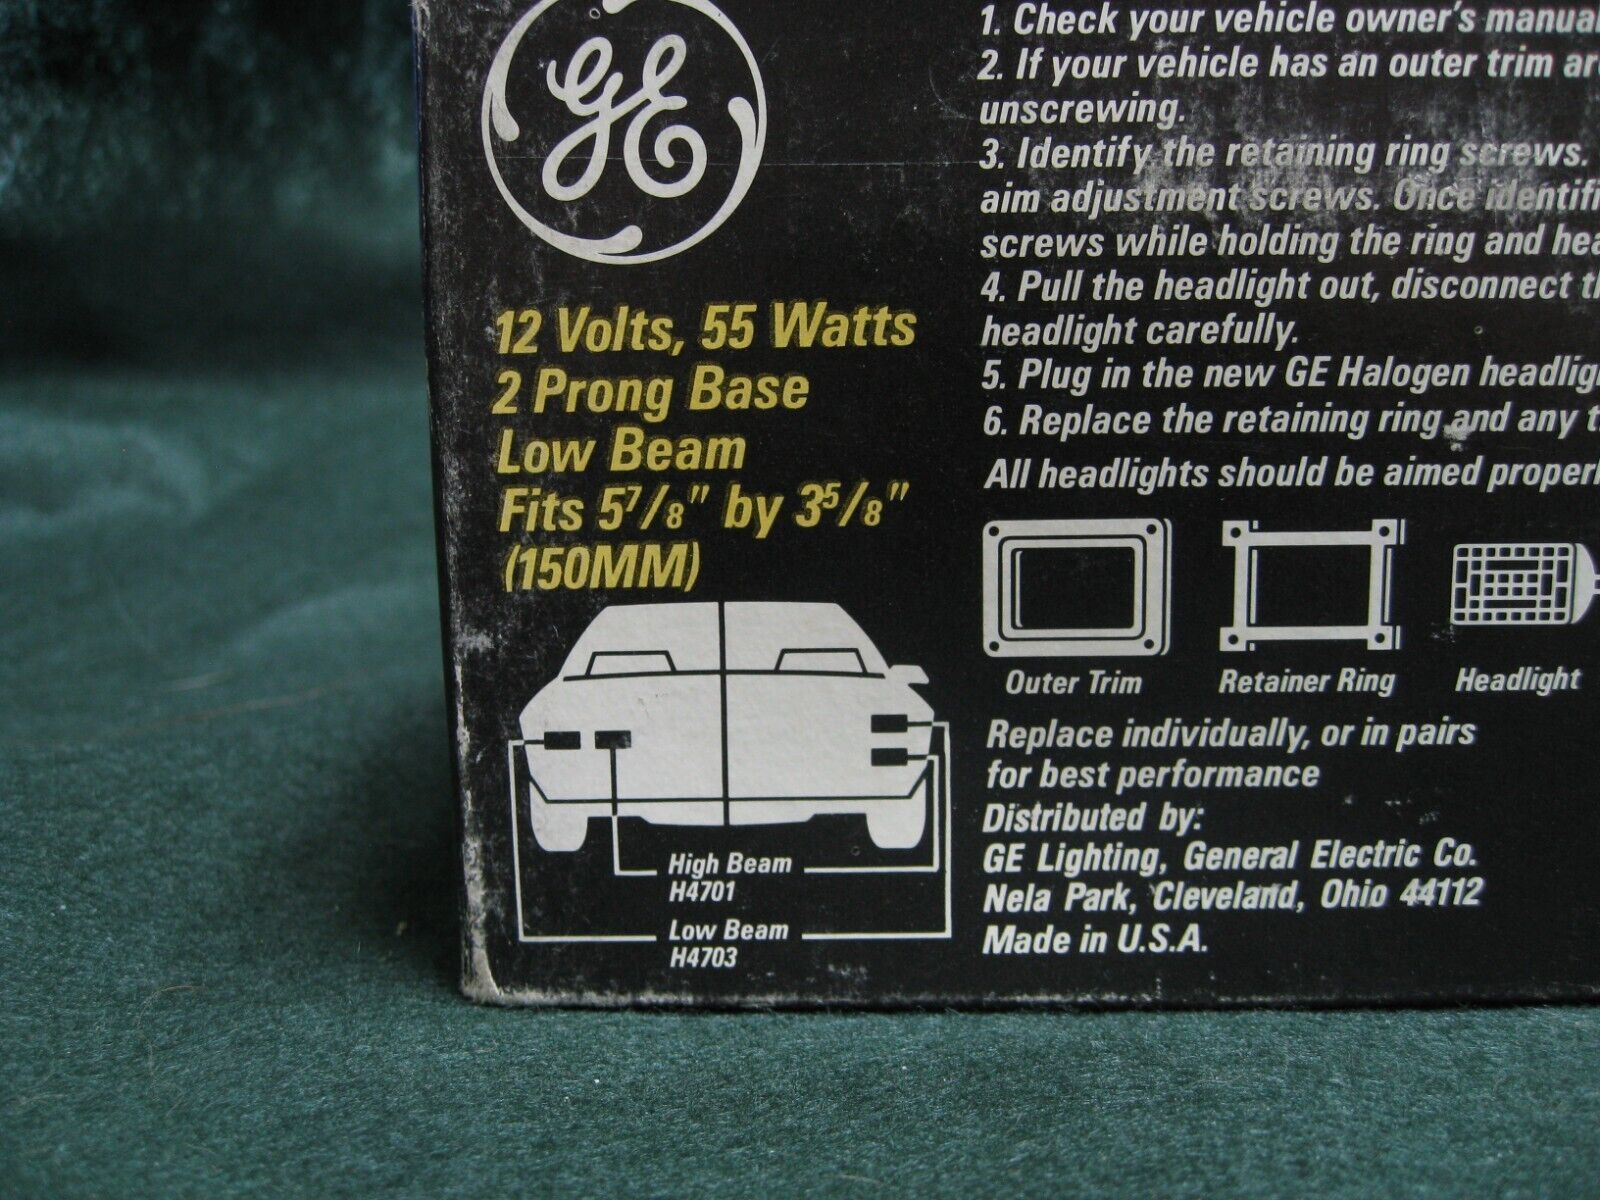 GE
12 Volts, 55 Watts
2 Prong Base
Low Beam
Fits 5⁷/₈" by 3⁵/₈"
(150MM)
High Beam
H4701
Low Beam
H4703
1. Check your vehicle owner's manual
2. If your vehicle has an outer trim
unscrewing.
3. Identify the retaining ring screws.
aim adjustment screws. Once
screws while holding the ring and
4. Pull the headlight out, disconnect
headlight carefully.
5. Plug in the new GE Halogen
6. Replace the retaining ring and any
All headlights should be aimed
Outer Trim
Retainer Ring
Headlight
Replace individually, or in pairs
for best performance
Distributed by:
GE Lighting, General Electric Co.
Nela Park, Cleveland, Ohio 44112
Made in U.S.A.